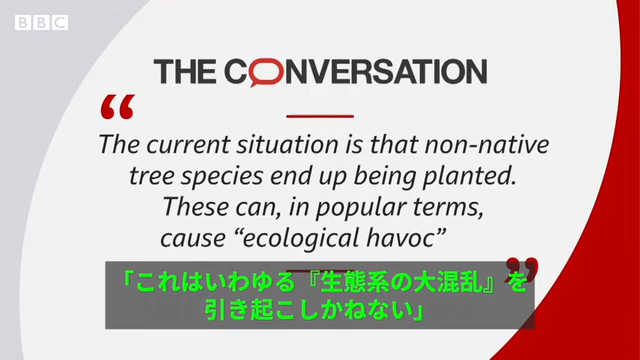 BBC
THE CONVERSATION
“
The current situation is that non-native
tree species end up being planted.
These can, in popular terms,
cause “ecological havoc”
”
「これはいわゆる『生態系の大混乱』を
引き起こしかねない」